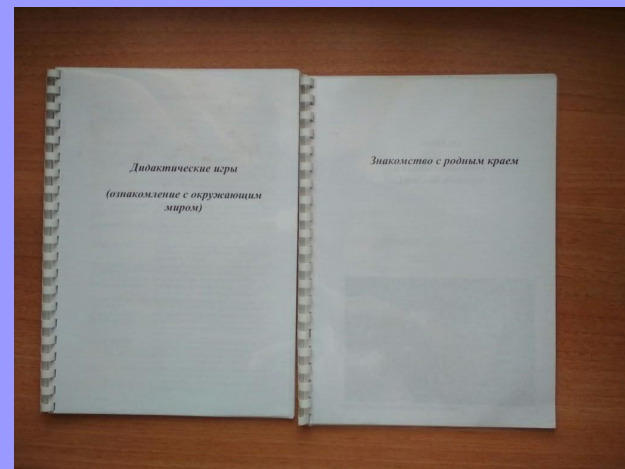 Дидактические игры
(ознакомление с окружающим
миром)
Знакомство с родным краем